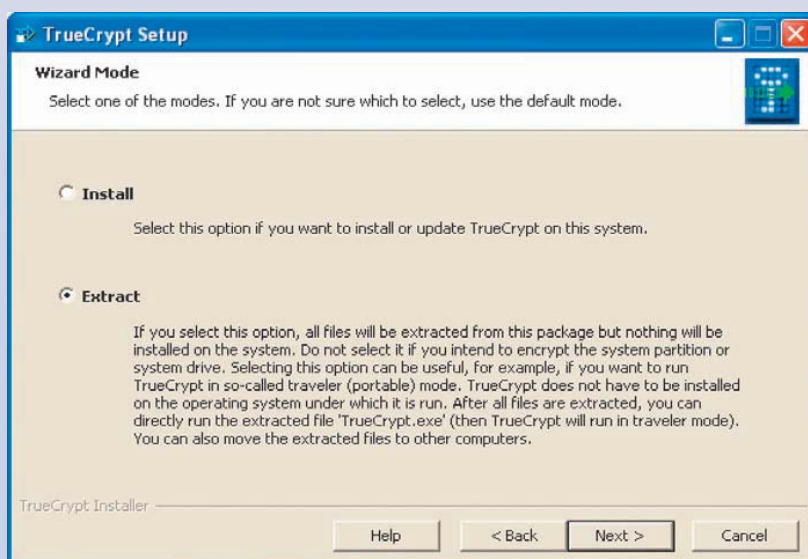 TrueCrypt Setup
Wizard Mode
Select one of the modes. If you are not sure which to select, use the default mode.
Install
Select this option if you want to install or update TrueCrypt on this system.
Extract
If you select this option, all files will be extracted from this package but nothing will be
installed on the system. Do not select it if you intend to encrypt the system partition or
system drive. Selecting this option can be useful, for example, if you want to run
TrueCrypt in so-called traveler (portable) mode. TrueCrypt does not have to be installed
on the operating system under which it is run. After all files are extracted, you can
directly run the extracted file 'TrueCrypt.exe' (then TrueCrypt will run in traveler mode).
You can also move the extracted files to other computers.
TrueCrypt Installer
Help
< Back
Next >
Cancel